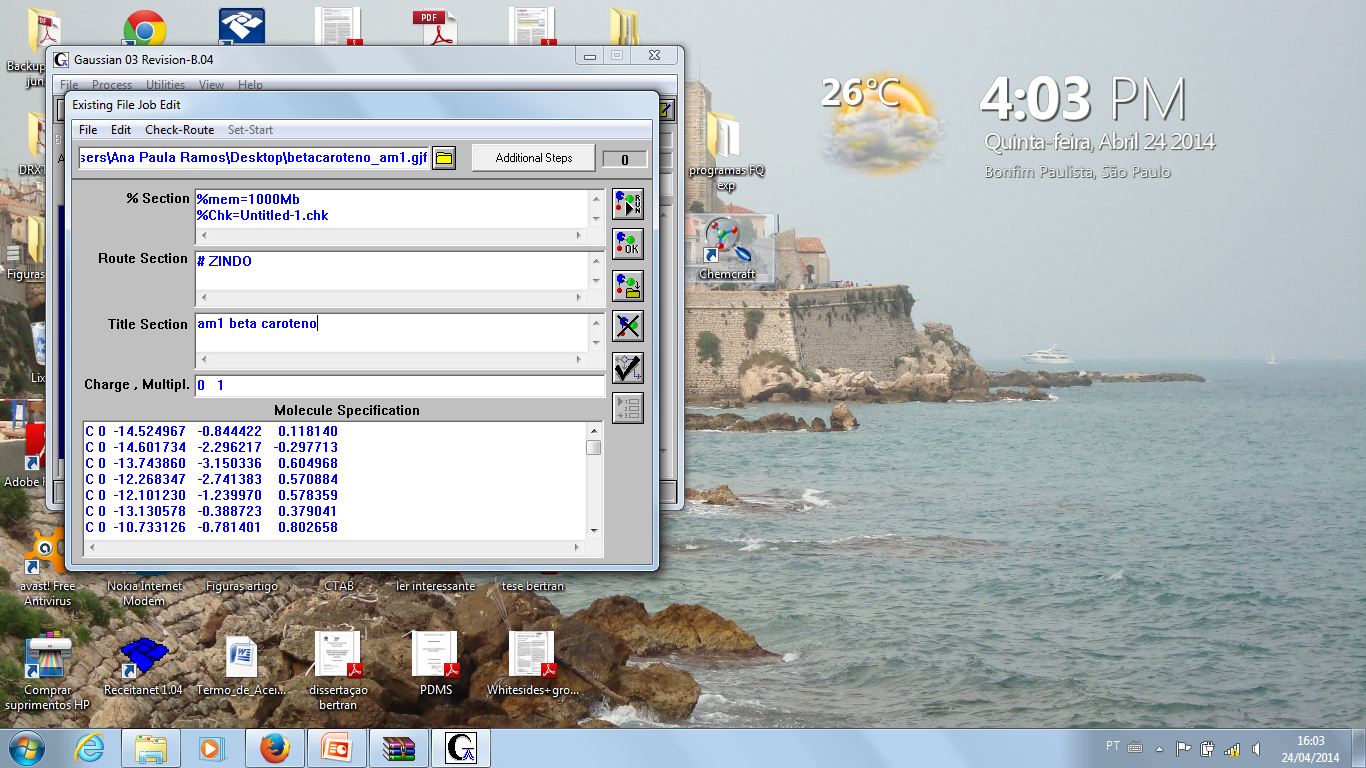 Gaussian 03 Revision-B.04
File Process Utilities View Help
Existing File Job Edit
File Edit Check-Route Set-Start
sers\Ana Paula Ramos\Desktop\betacaroteno_am1.gjf
Additional Steps
0
% Section
%mem=1000Mb
%Chk=Untitled-1.chk
Route Section
# ZINDO
Title Section
am1 beta caroteno
Charge , Multipl.
0 1
Molecule Specification
C 0 -14.524967 -0.844422 0.118140
C 0 -14.601734 -2.296217 -0.297713
C 0 -13.743860 -3.150336 0.604968
C 0 -12.268347 -2.741383 0.570884
C 0 -12.101230 -1.239970 0.578359
C 0 -13.130578 -0.388723 0.379041
C 0 -10.733126 -0.781401 0.802658
RUN
OK
26°C
4:03 PM
Quinta-feira, Abril 24 2014
Bonfim Paulista, São Paulo
PDF
Backup
jun
DRXT
Figuras
Lix
Adobe
programas FQ
exp
Chemcraft
avast! Free
Antivirus
Nokia Internet
Modem
Figuras artigo
CTAB
ler interessante
tese bertran
Comprar
suprimentos HP
Receitanet 1.04
Termo_de_Acei...
dissertaçao
bertran
PDMS
Whitesides+gro...
PT
16:03
24/04/2014